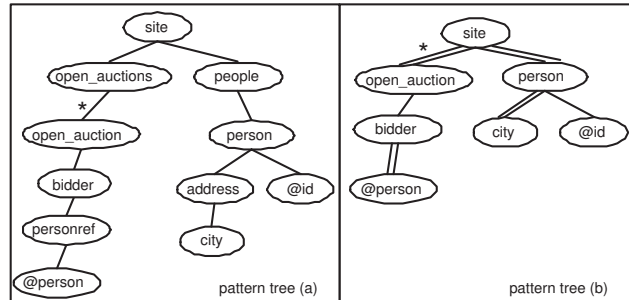 site
open_auctions
people
*
open_auction
person
bidder
address
@id
personref
city
@person
pattern tree (a)
site
*
open_auction
person
bidder
city
@id
@person
pattern tree (b)